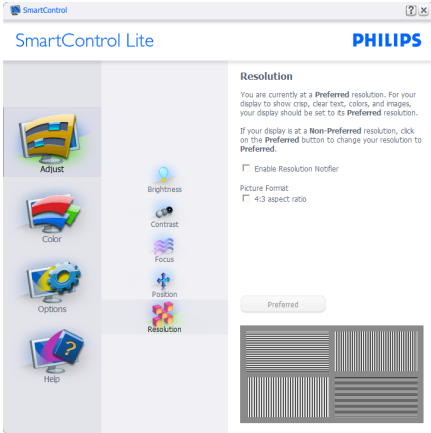 SmartControl
SmartControl Lite
PHILIPS
Adjust
Color
Options
Help
Brightness
Contrast
Focus
Position
Resolution
Resolution
You are currently at a Preferred resolution. For your
display to show crisp, clear text, colors, and images,
your display should be set to its Preferred resolution.
If your display is at a Non-Preferred resolution, click
on the Preferred button to change your resolution to
Preferred.
Enable Resolution Notifier
Picture Format
4:3 aspect ratio
Preferred